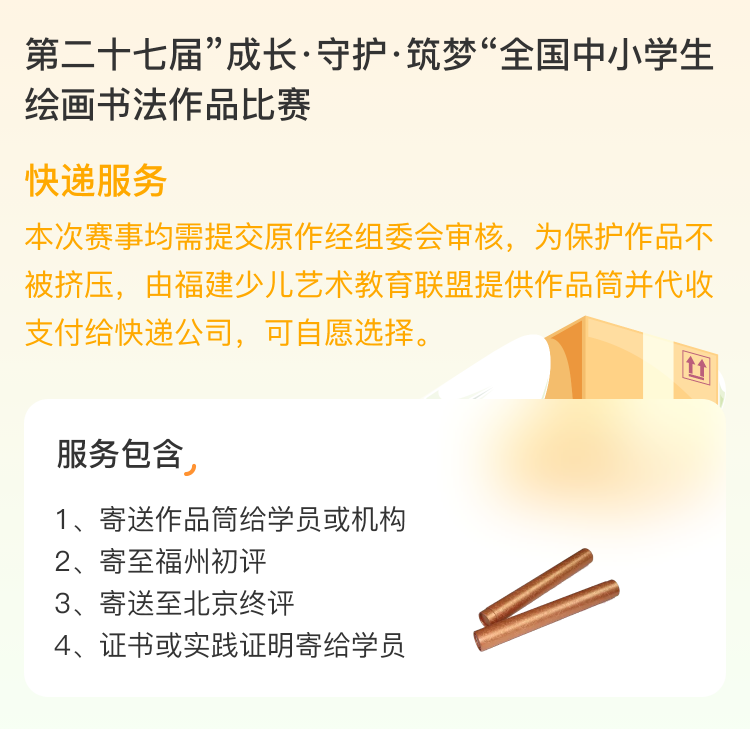 第二十七届”成长·守护·筑梦“全国中小学生
绘画书法作品比赛
快递服务
本次赛事均需提交原作经组委会审核，为保护作品不
被挤压，由福建少儿艺术教育联盟提供作品筒并代收
支付给快递公司，可自愿选择。
服务包含
1、寄送作品筒给学员或机构
2、寄至福州初评
3、寄送至北京终评
4、证书或实践证明寄给学员